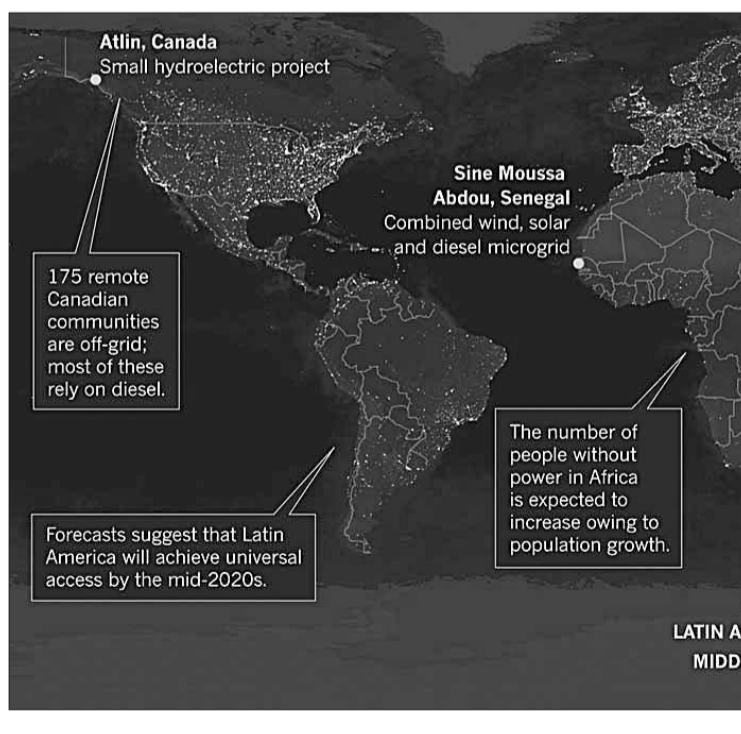 Atlin, Canada
Small hydroelectric project
Sine Moussa
Abdou, Senegal
Combined wind, solar
and diesel microgrid
175 remote
Canadian
communities
are off-grid;
most of these
rely on diesel.
The number of
people without
power in Africa
is expected to
increase owing to
population growth.
Forecasts suggest that Latin
America will achieve universal
access by the mid-2020s.
LATIN A
MIDD